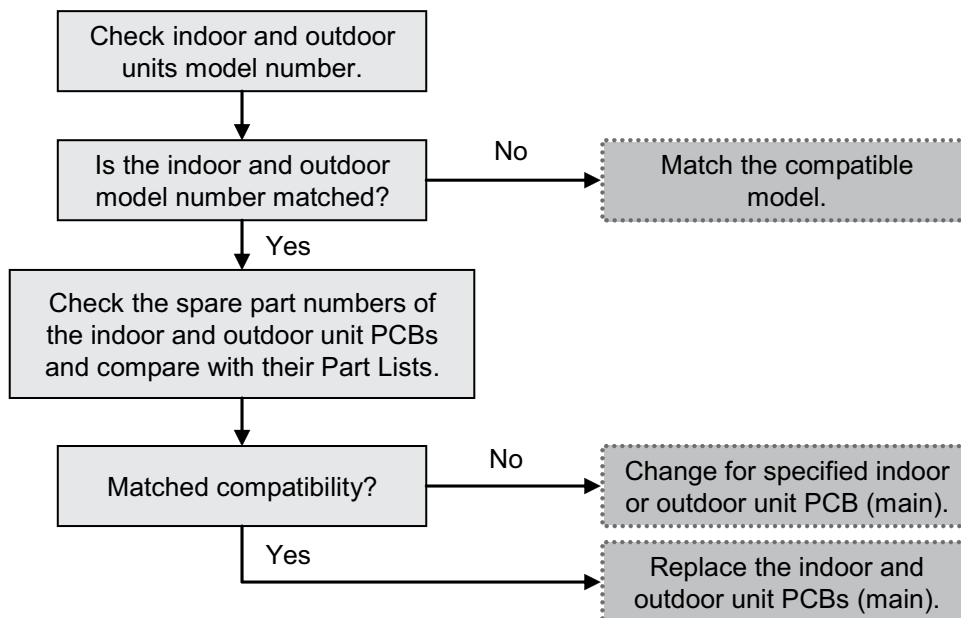 Check indoor and outdoor
units model number.
Is the indoor and outdoor
model number matched?
No
Match the compatible
model.
Yes
Check the spare part numbers of
the indoor and outdoor unit PCBs
and compare with their Part Lists.
Matched compatibility?
No
Change for specified indoor
or outdoor unit PCB (main).
Yes
Replace the indoor and
outdoor unit PCBs (main).